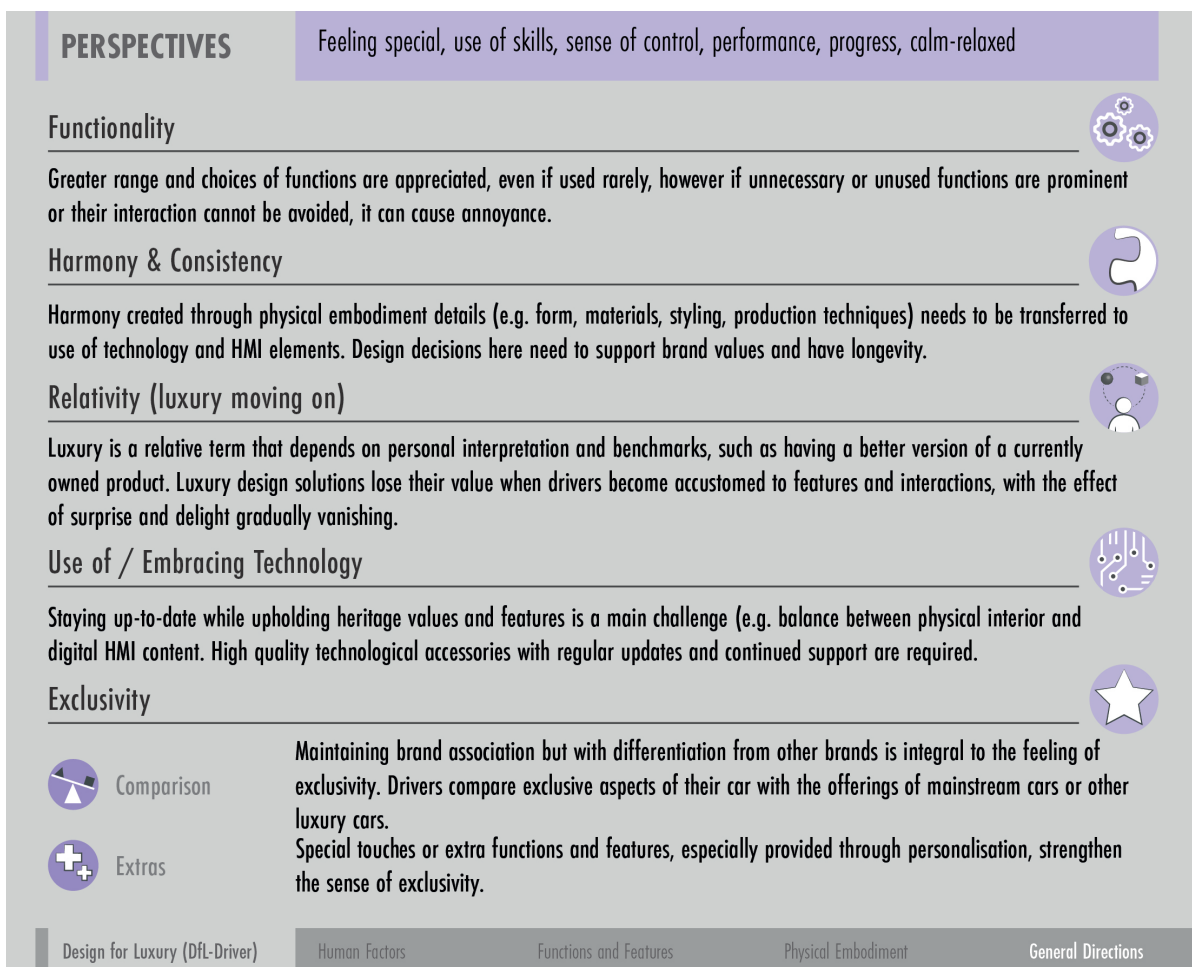 PERSPECTIVES
Feeling special, use of skills, sense of control, performance, progress, calm-relaxed
Functionality
Greater range and choices of functions are appreciated, even if used rarely, however if unnecessary or unused functions are prominent
or their interaction cannot be avoided, it can cause annoyance.
Harmony & Consistency
Harmony created through physical embodiment details (e.g. form, materials, styling, production techniques) needs to be transferred to
use of technology and HMI elements. Design decisions here need to support brand values and have longevity.
Relativity (luxury moving on)
Luxury is a relative term that depends on personal interpretation and benchmarks, such as having a better version of a currently
owned product. Luxury design solutions lose their value when drivers become accustomed to features and interactions, with the effect
of surprise and delight gradually vanishing.
Use of / Embracing Technology
Staying up-to-date while upholding heritage values and features is a main challenge (e.g. balance between physical interior and
digital HMI content. High quality technological accessories with regular updates and continued support are required.
Exclusivity
Comparison
Maintaining brand association but with differentiation from other brands is integral to the feeling of
exclusivity. Drivers compare exclusive aspects of their car with the offerings of mainstream cars or other
luxury cars.
Extras
Special touches or extra functions and features, especially provided through personalisation, strengthen
the sense of exclusivity.
Design for Luxury (DfL-Driver)
Human Factors
Functions and Features
Physical Embodiment
General Directions